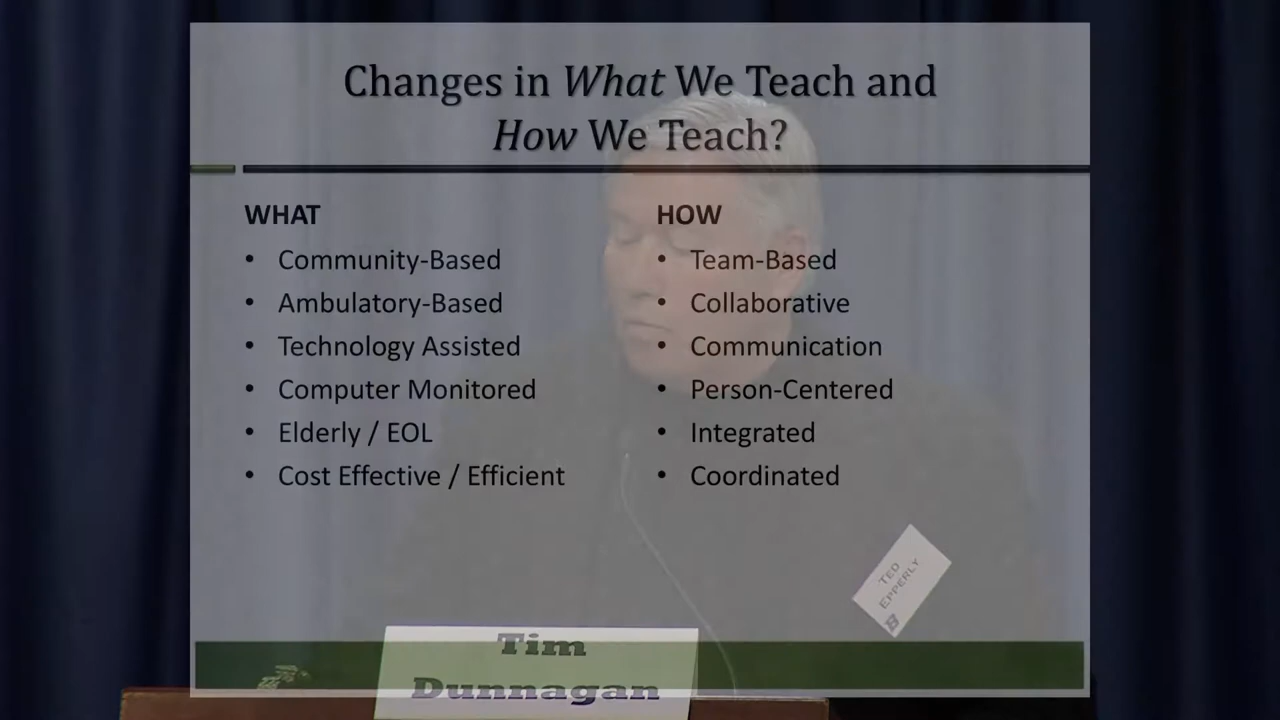 Changes in What We Teach and
How We Teach?
WHAT
• Community-Based
• Ambulatory-Based
• Technology Assisted
• Computer Monitored
• Elderly / EOL
• Cost Effective / Efficient
HOW
• Team-Based
• Collaborative
• Communication
• Person-Centered
• Integrated
• Coordinated
TED
EPPERLY
B
Tim
Dunnagan